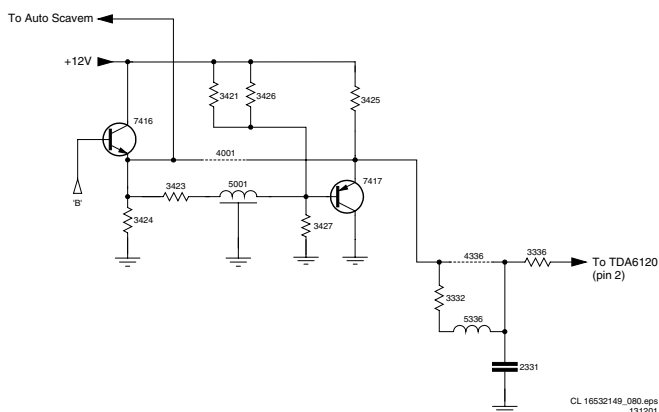 To Auto Scavem
+12V
7416
3421
3426
3425
4001
7417
'B'
3423
5001
3424
3427
4336
3336
To TDA6120
(pin 2)
3332
5336
2331
CL 16532149_080.eps
131201